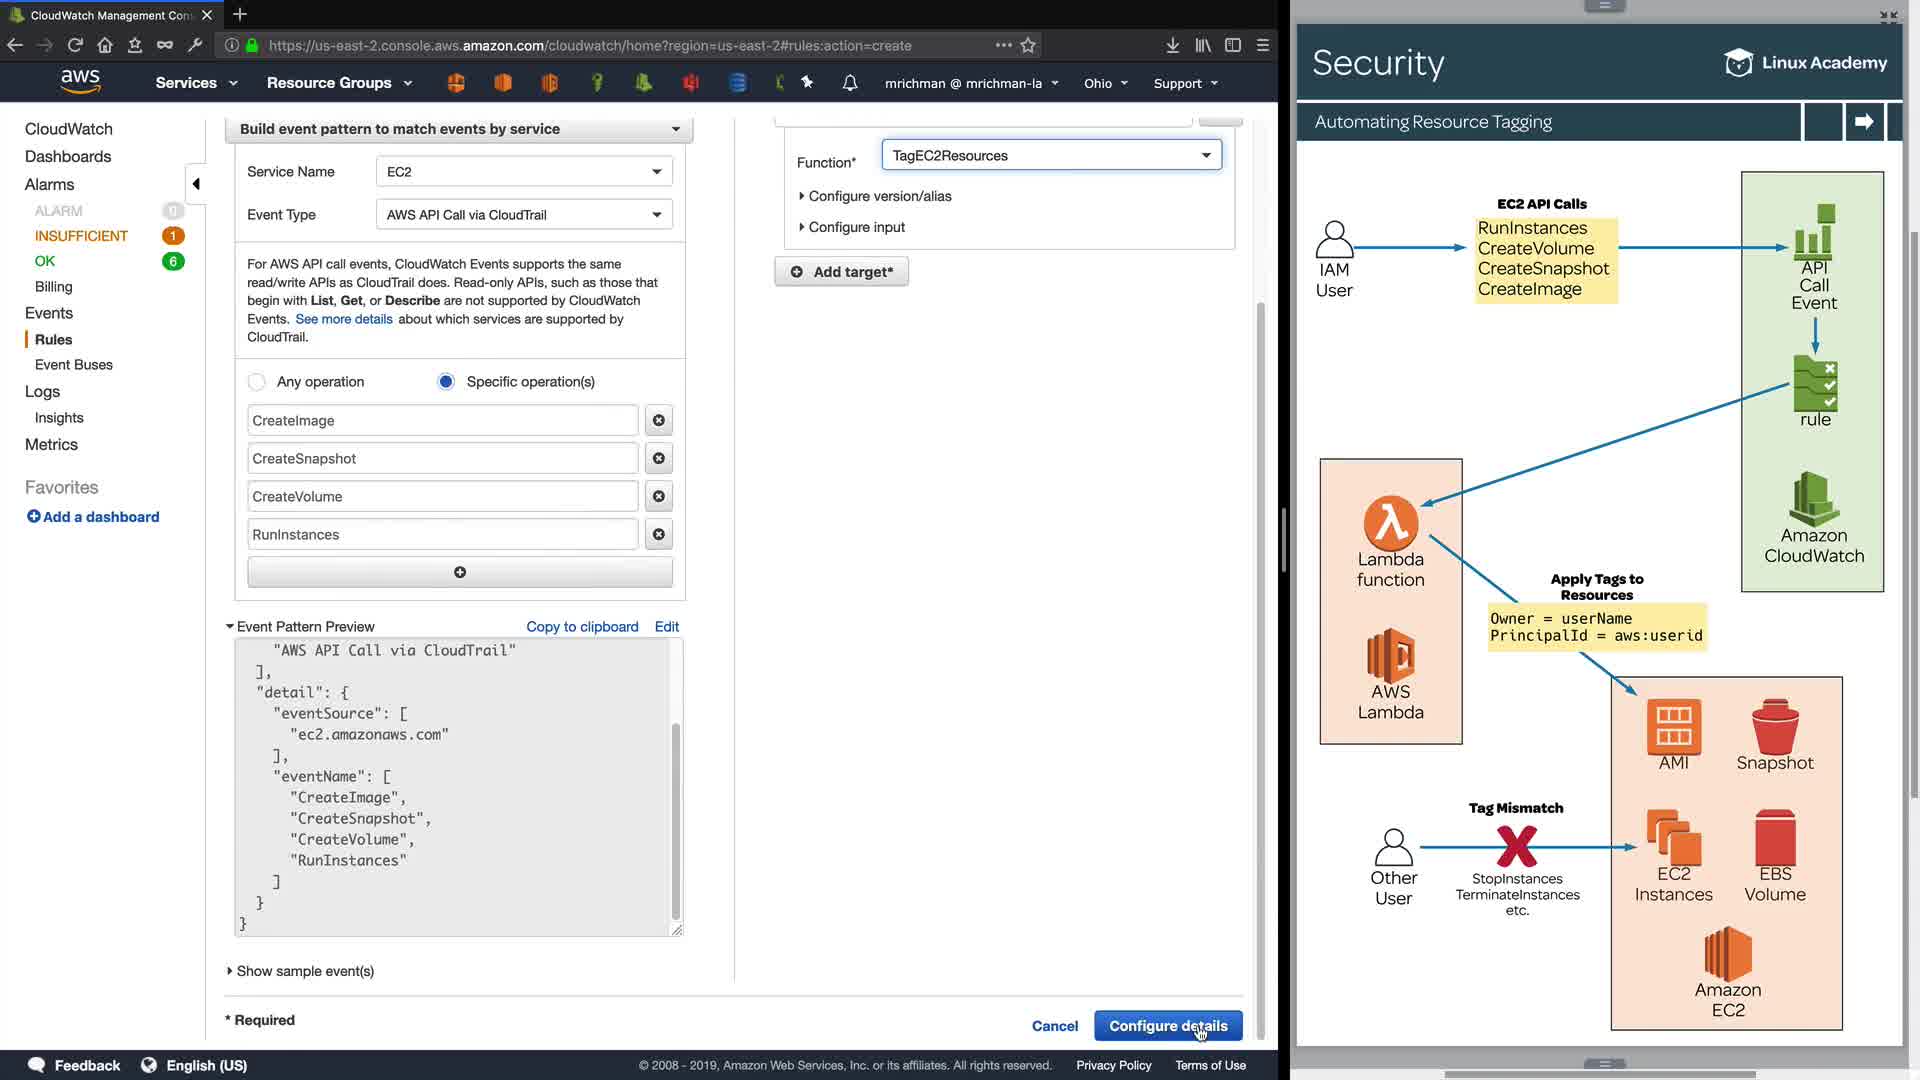 CloudWatch Management Con
https://us-east-2.console.aws.amazon.com/cloudwatch/home?region=us-east-2#rules:action=create
aws
Services
Resource Groups
mrichman @ mrichman-la
Ohio
Support
CloudWatch
Dashboards
Alarms
ALARM 0
INSUFFICIENT 1
OK 6
Billing
Events
Rules
Event Buses
Logs
Insights
Metrics
Favorites
Add a dashboard
Build event pattern to match events by service
Service Name EC2
Event Type AWS API Call via CloudTrail
For AWS API call events, CloudWatch Events supports the same
read/write APIs as CloudTrail does. Read-only APIs, such as those that
begin with List, Get, or Describe are not supported by CloudWatch
Events. See more details about which services are supported by
CloudTrail.
Any operation
Specific operation(s)
CreateImage
CreateSnapshot
CreateVolume
RunInstances
Event Pattern Preview
Copy to clipboard
Edit
"AWS API Call via CloudTrail"
],
"detail": {
"eventSource": [
"ec2.amazonaws.com"
],
"eventName": [
"CreateImage",
"CreateSnapshot",
"CreateVolume",
"RunInstances"
]
}
}
Show sample event(s)
* Required
Function* TagEC2Resources
Configure version/alias
Configure input
Add target*
Cancel
Configure details
Feedback
English (US)
© 2008 - 2019, Amazon Web Services, Inc. or its affiliates. All rights reserved.
Privacy Policy
Terms of Use
Security
Linux Academy
Automating Resource Tagging
IAM
User
EC2 API Calls
RunInstances
CreateVolume
CreateSnapshot
CreateImage
API
Call
Event
rule
Amazon
CloudWatch
Lambda
function
AWS
Lambda
Apply Tags to
Resources
Owner = userName
PrincipalId = aws:userid
AMI
Snapshot
Tag Mismatch
Other
User
StopInstances
TerminateInstances
etc.
EC2
Instances
EBS
Volume
Amazon
EC2